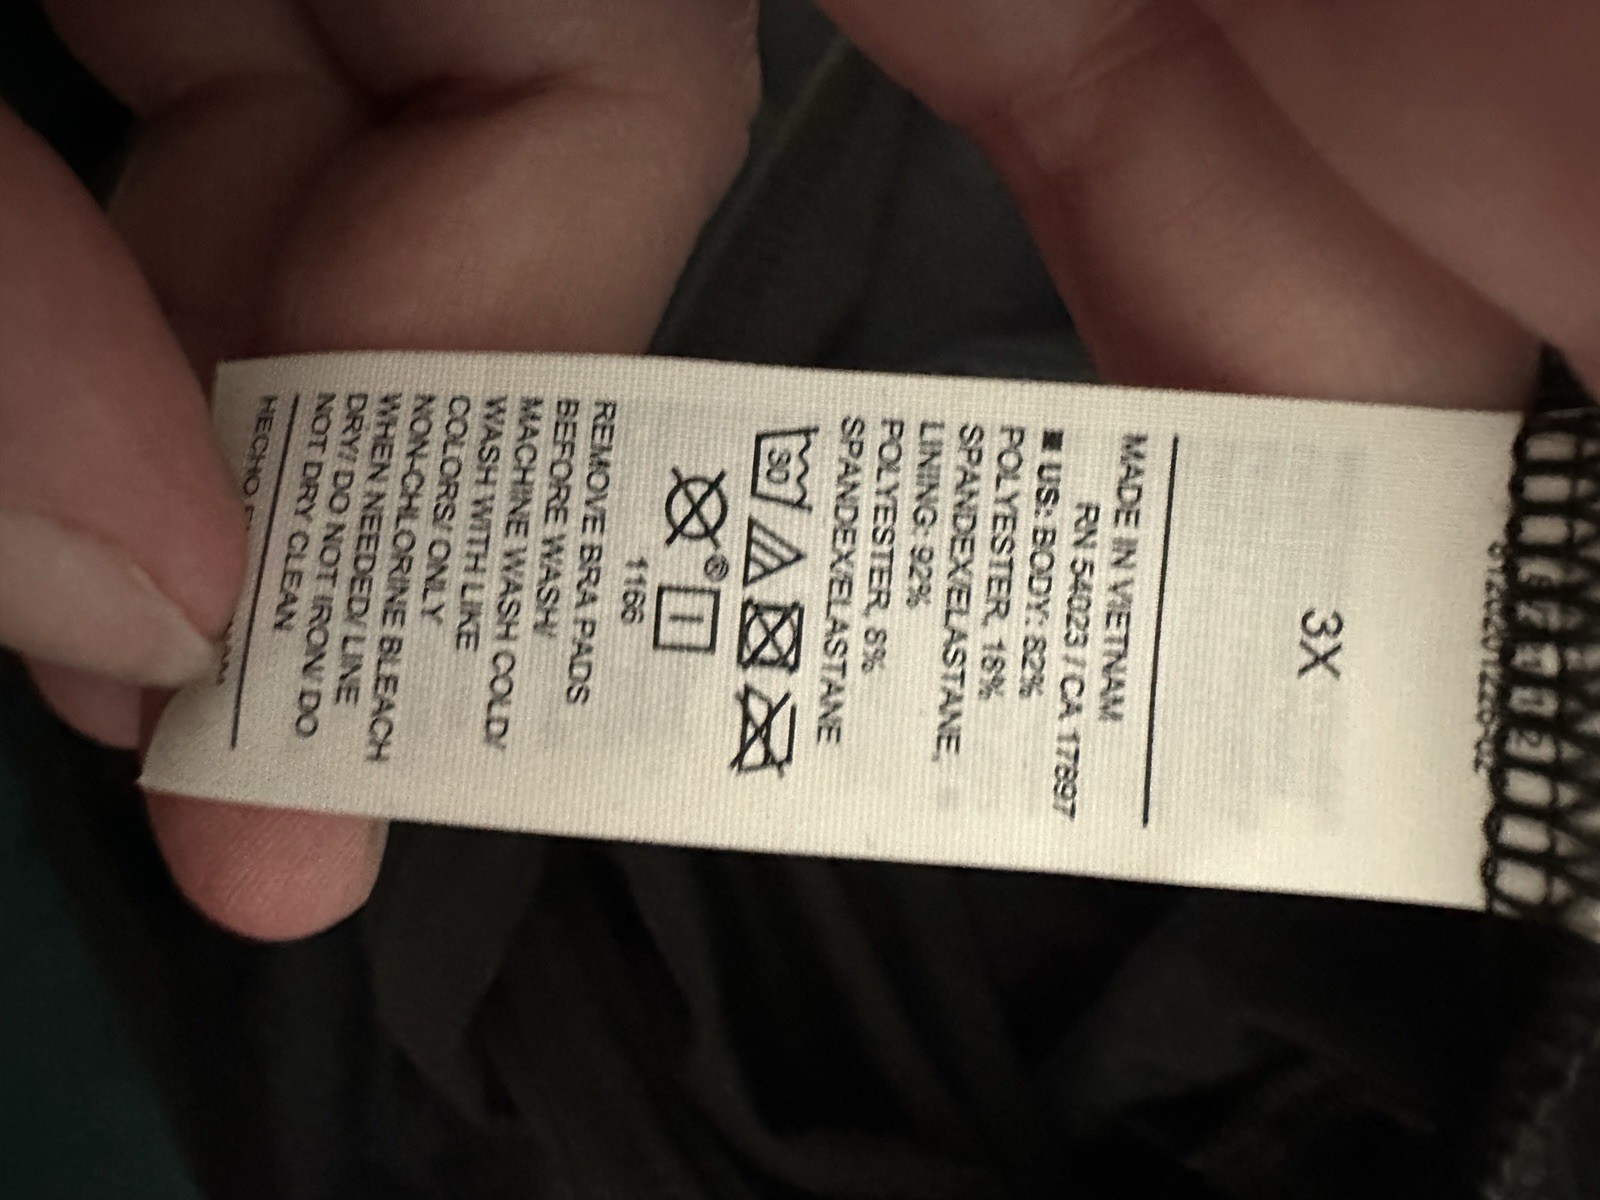 3X
MADE IN VIETNAM
RN 54023 / CA 17897
■ US: BODY: 82%
POLYESTER, 18%
SPANDEX/ELASTANE,
LINING: 92%
POLYESTER, 8%
SPANDEX/ELASTANE
30
®
1166
REMOVE BRA PADS
BEFORE WASH/
MACHINE WASH COLD/
WASH WITH LIKE
COLORS/ ONLY
NON-CHLORINE BLEACH
WHEN NEEDED/ LINE
DRY/ DO NOT IRON/ DO
NOT DRY CLEAN
HECHO